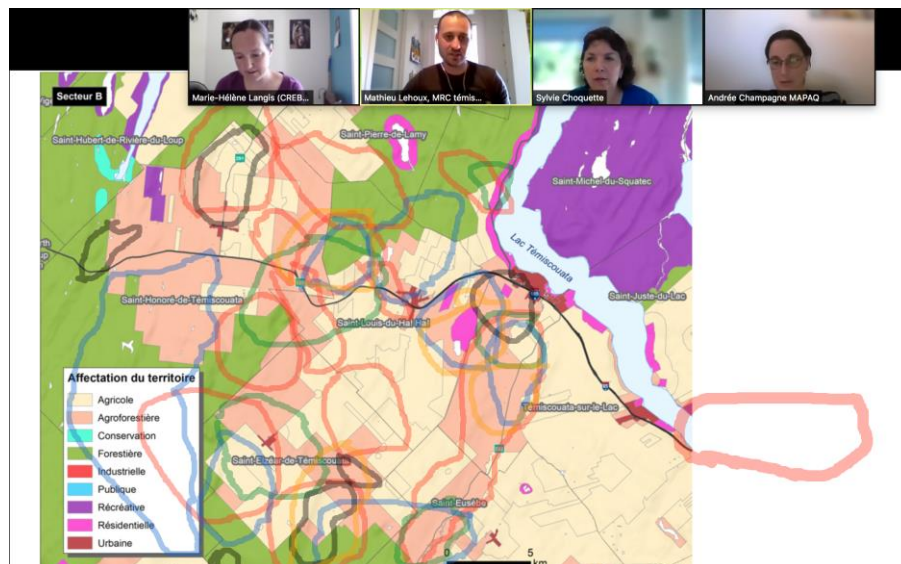 Marie-Hélène Langis (CREB...
Mathieu Lehoux, MRC témis...
Sylvie Choquette
Andrée Champagne MAPAQ
Secteur B
Saint-Hubert-de-Rivière-du-Loup
Saint-Pierre-de-Lamy
Saint-Michel-du-Squatec
Lac Témiscouata
Saint-Honoré-de-Témiscouata
Saint-Juste-du-Lac
Saint-Louis-du-Ha! Ha!
Affectation du territoire
Agricole
Agroforestière
Conservation
Forestière
Industrielle
Publique
Récréative
Résidentielle
Urbaine
Témiscouata-sur-le-Lac
Saint-Elzéar-de-Témiscouata
Saint-Eusèbe
0 5
km